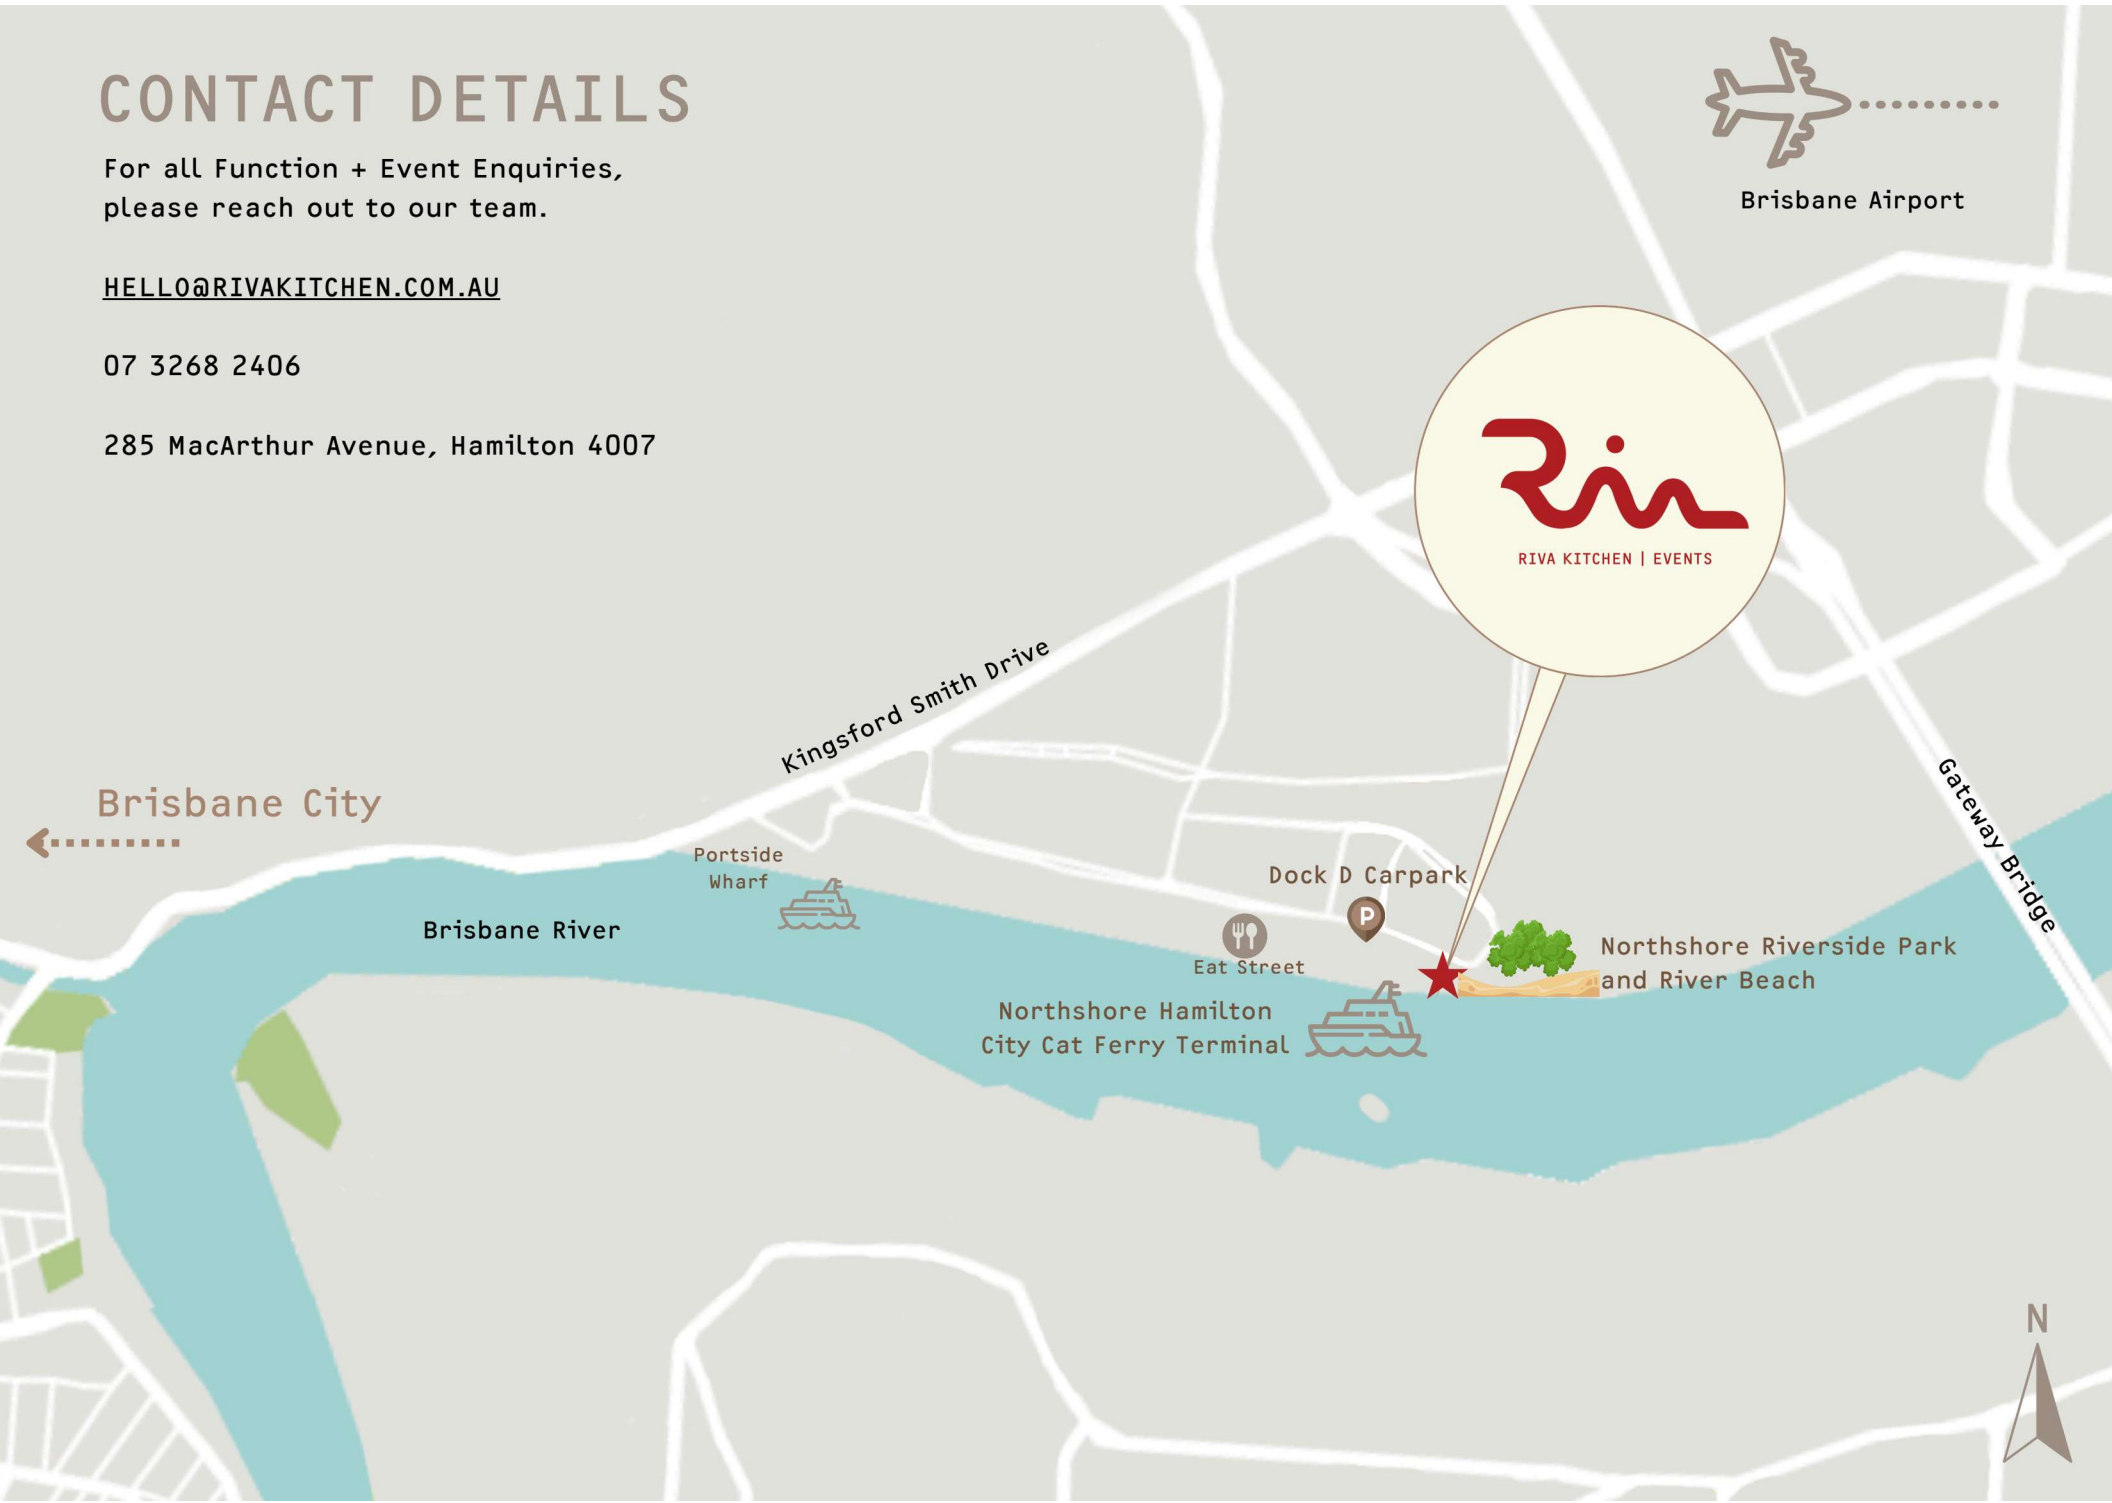 CONTACT DETAILS
For all Function + Event Enquiries,
please reach out to our team.
HELLO@RIVAKITCHEN.COM.AU
07 3268 2406
285 MacArthur Avenue, Hamilton 4007
Brisbane Airport
Riva
RIVA KITCHEN | EVENTS
Kingsford Smith Drive
Gateway Bridge
Brisbane City
Portside
Wharf
Brisbane River
Dock D Carpark
P
Eat Street
Northshore Riverside Park
and River Beach
Northshore Hamilton
City Cat Ferry Terminal
N